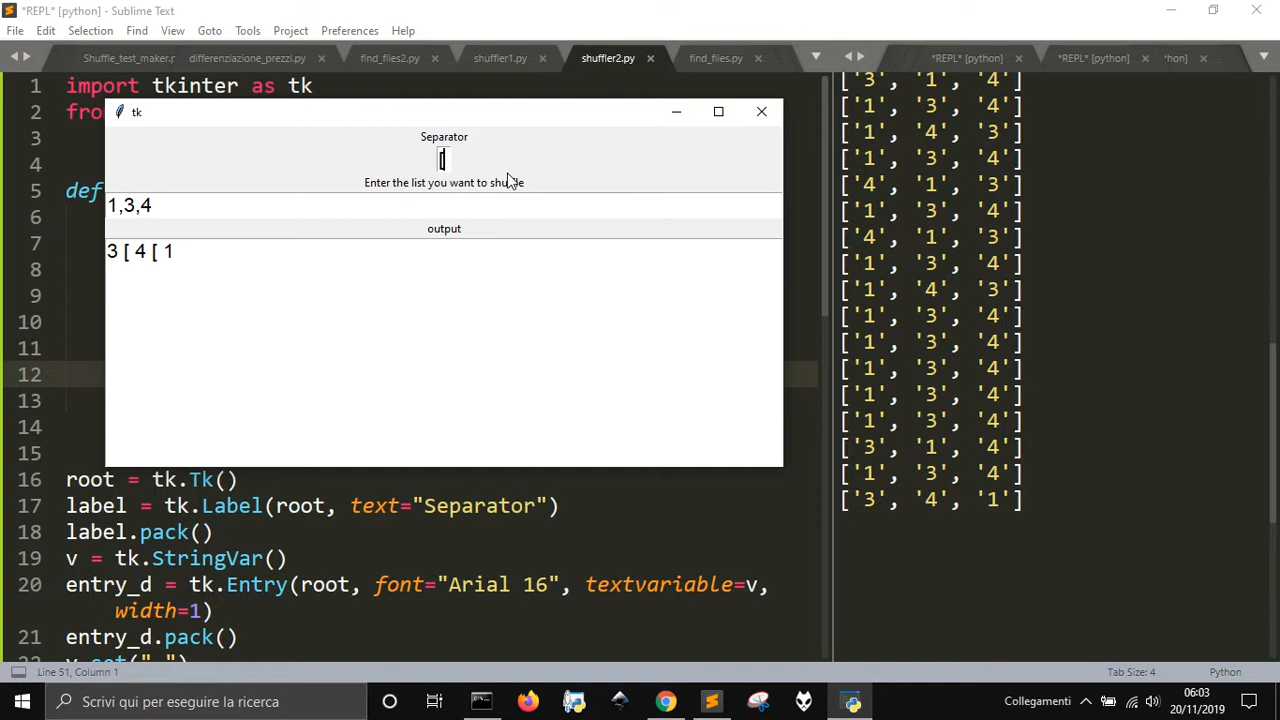 *REPL* [python] - Sublime Text
File Edit Selection Find View Goto Tools Project Preferences Help
Shuffle_test_maker.p differenziazione_prezzi.py find_files2.py shuffler1.py shuffler2.py find_files.py *REPL* [python] *REPL* [python] *hon]
1 import tkinter as tk
2 fro
3
4
5 def
6
7
8
9
10
11
12
13
14
15
16 root = tk.Tk()
17 label = tk.Label(root, text="Separator")
18 label.pack()
19 v = tk.StringVar()
20 entry_d = tk.Entry(root, font="Arial 16", textvariable=v,
width=1)
21 entry_d.pack()
22 v.set(" ")
tk
Separator
[
Enter the list you want to shuffle
1,3,4
output
3 [ 4 [ 1
['3', '1', '4']
['1', '3', '4']
['1', '4', '3']
['1', '3', '4']
['4', '1', '3']
['1', '3', '4']
['4', '1', '3']
['1', '3', '4']
['1', '4', '3']
['1', '3', '4']
['1', '3', '4']
['1', '3', '4']
['1', '3', '4']
['1', '3', '4']
['3', '1', '4']
['1', '3', '4']
['3', '4', '1']
Line 51, Column 1 Tab Size: 4 Python
Scrivi qui per eseguire la ricerca
Collegamenti
06:03
20/11/2019